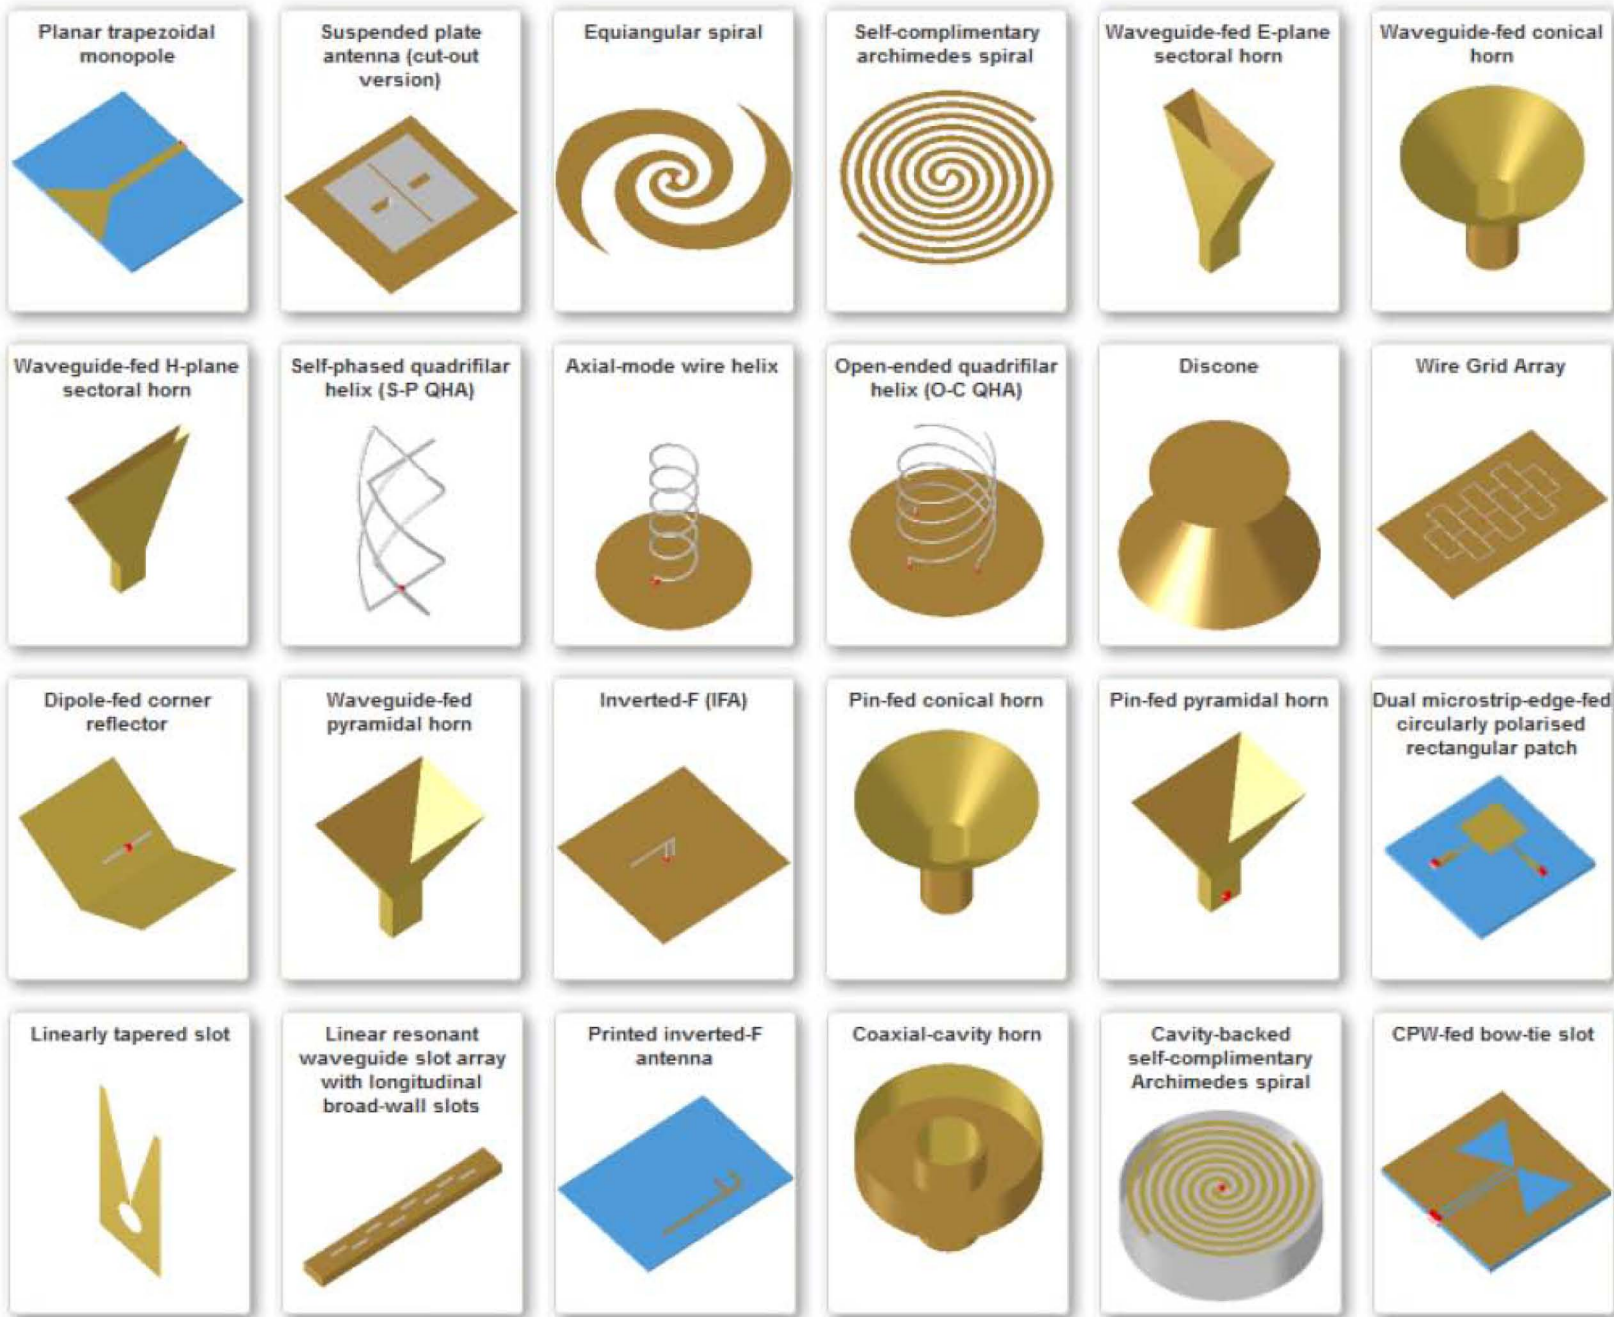 Planar trapezoidal
monopole
Suspended plate
antenna (cut-out
version)
Equiangular spiral
Self-complimentary
archimedes spiral
Waveguide-fed E-plane
sectoral horn
Waveguide-fed conical
horn
Waveguide-fed H-plane
sectoral horn
Self-phased quadrifilar
helix (S-P QHA)
Axial-mode wire helix
Open-ended quadrifilar
helix (O-C QHA)
Discone
Wire Grid Array
Dipole-fed corner
reflector
Waveguide-fed
pyramidal horn
Inverted-F (IFA)
Pin-fed conical horn
Pin-fed pyramidal horn
Dual microstrip-edge-fed
circularly polarised
rectangular patch
Linearly tapered slot
Linear resonant
waveguide slot array
with longitudinal
broad-wall slots
Printed inverted-F
antenna
Coaxial-cavity horn
Cavity-backed
self-complimentary
Archimedes spiral
CPW-fed bow-tie slot